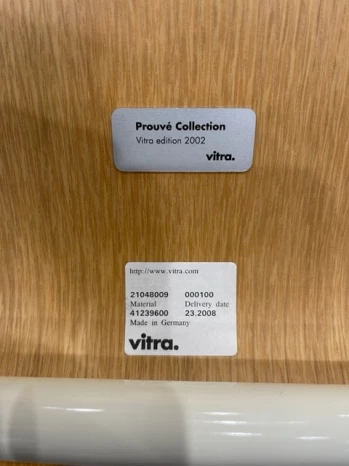 Prouvé Collection
Vitra edition 2002
vitra.
http://www.vitra.com
21048009 000100
Material Delivery date
41239600 23.2008
Made in Germany
vitra.